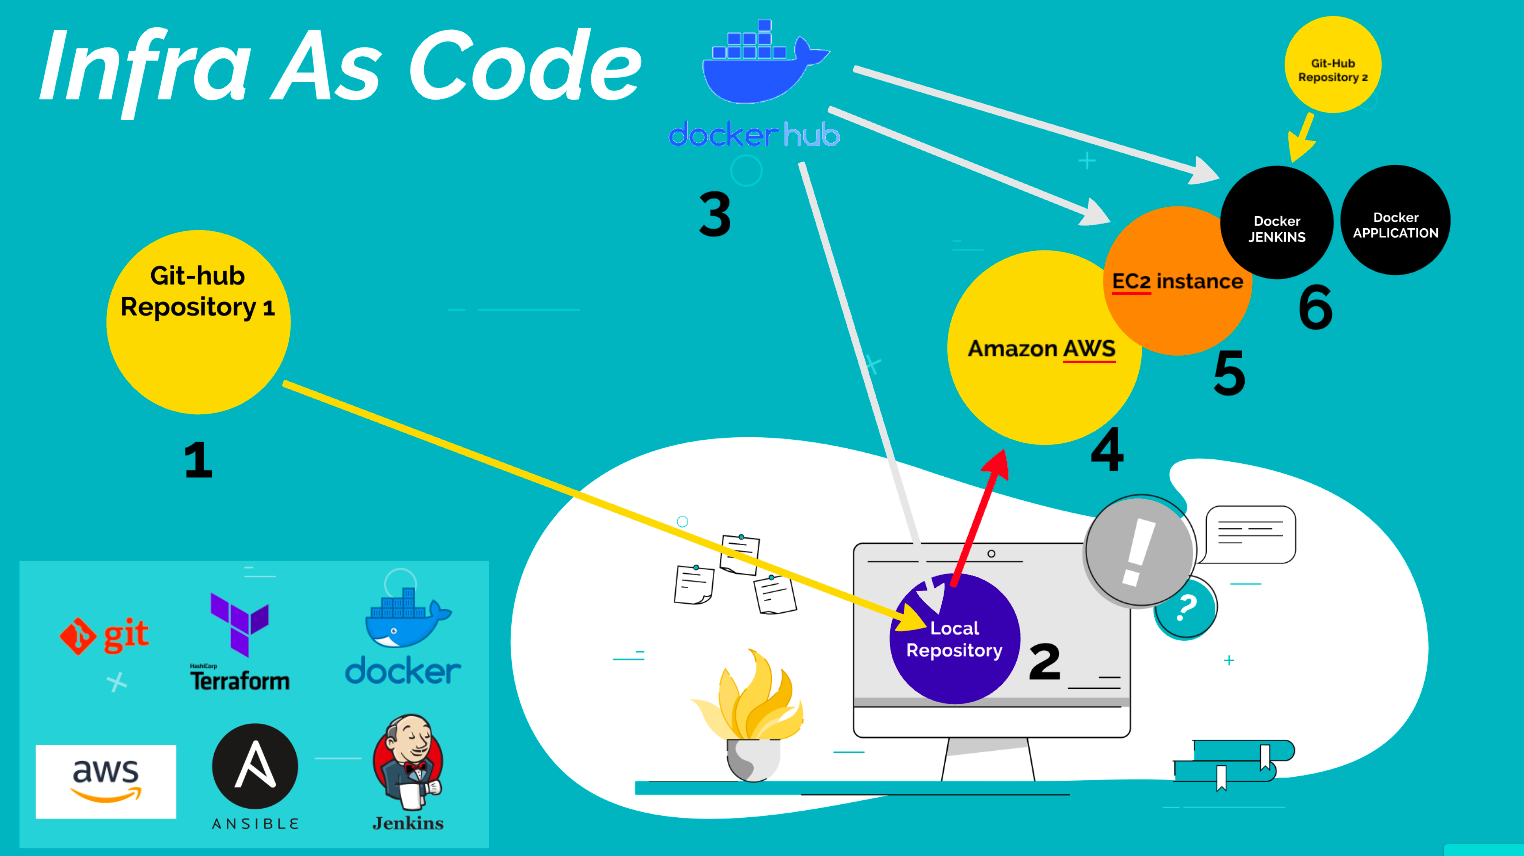 Infra As Code
docker hub
3
Git-Hub
Repository 2
Docker
JENKINS
Docker
APPLICATION
6
EC2 instance
5
Amazon AWS
4
Git-hub
Repository 1
1
!
?
Local
Repository
2
git
HashiCorp
Terraform
docker
aws
ANSIBLE
Jenkins